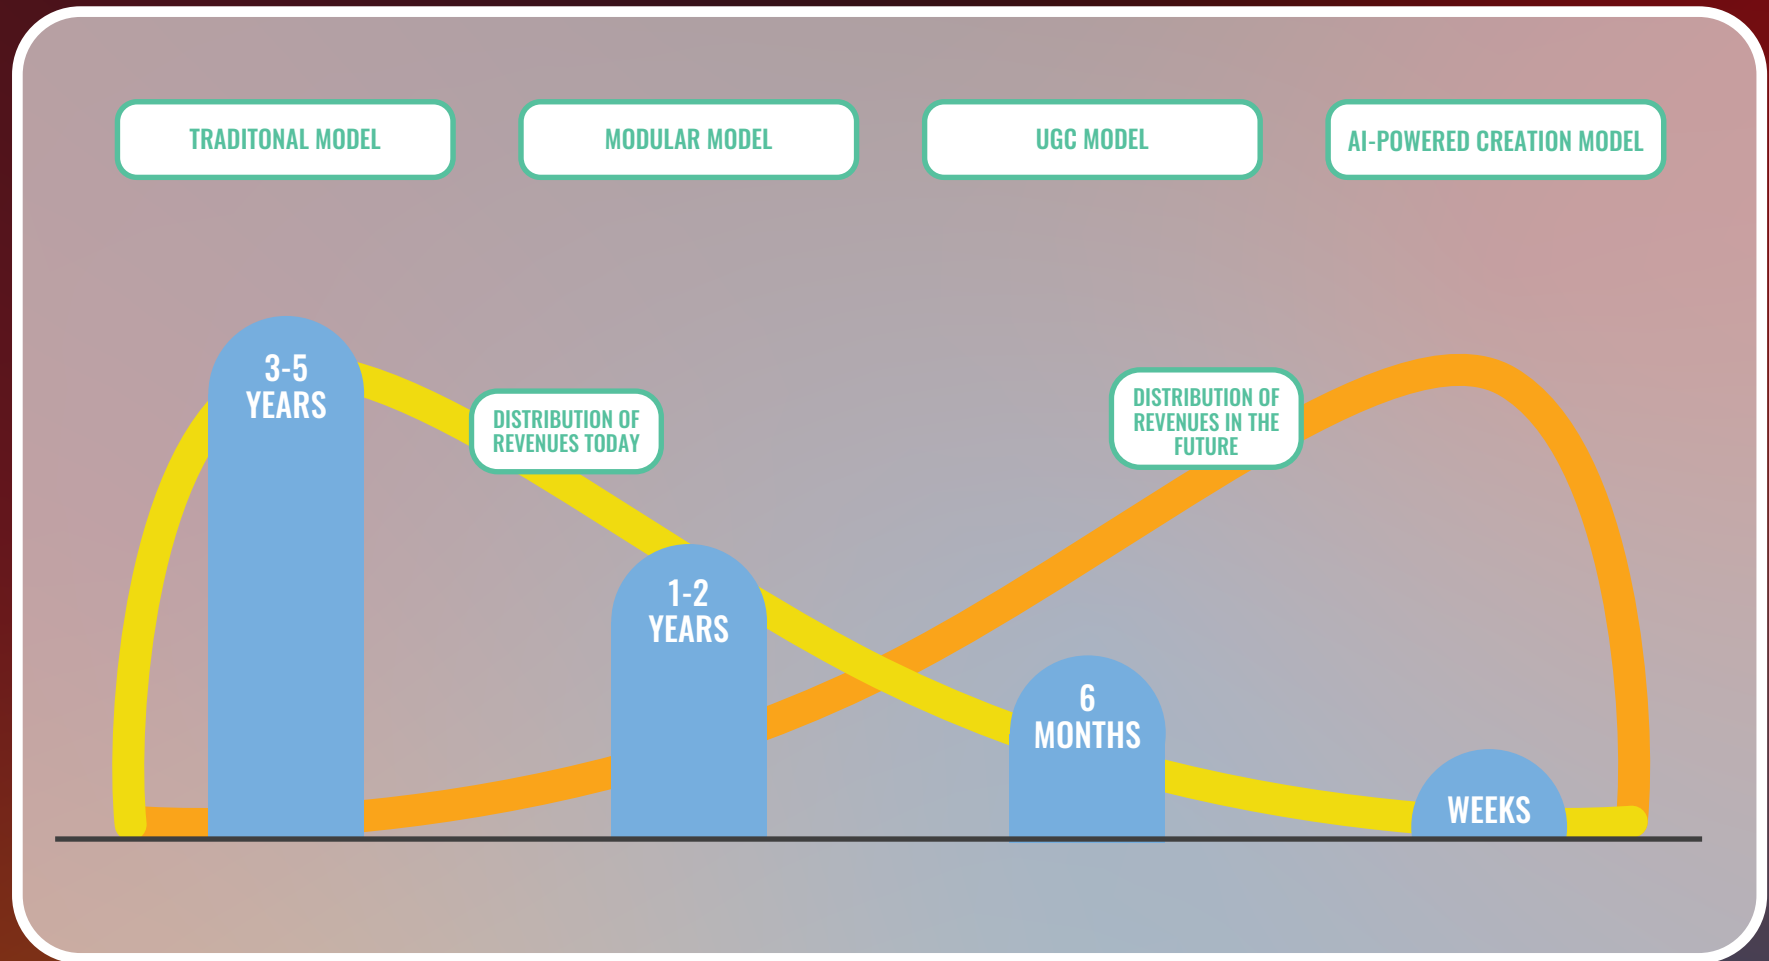 TRADITONAL MODEL
MODULAR MODEL
UGC MODEL
AI-POWERED CREATION MODEL
3-5
YEARS
DISTRIBUTION OF
REVENUES TODAY
DISTRIBUTION OF
REVENUES IN THE
FUTURE
1-2
YEARS
6
MONTHS
WEEKS